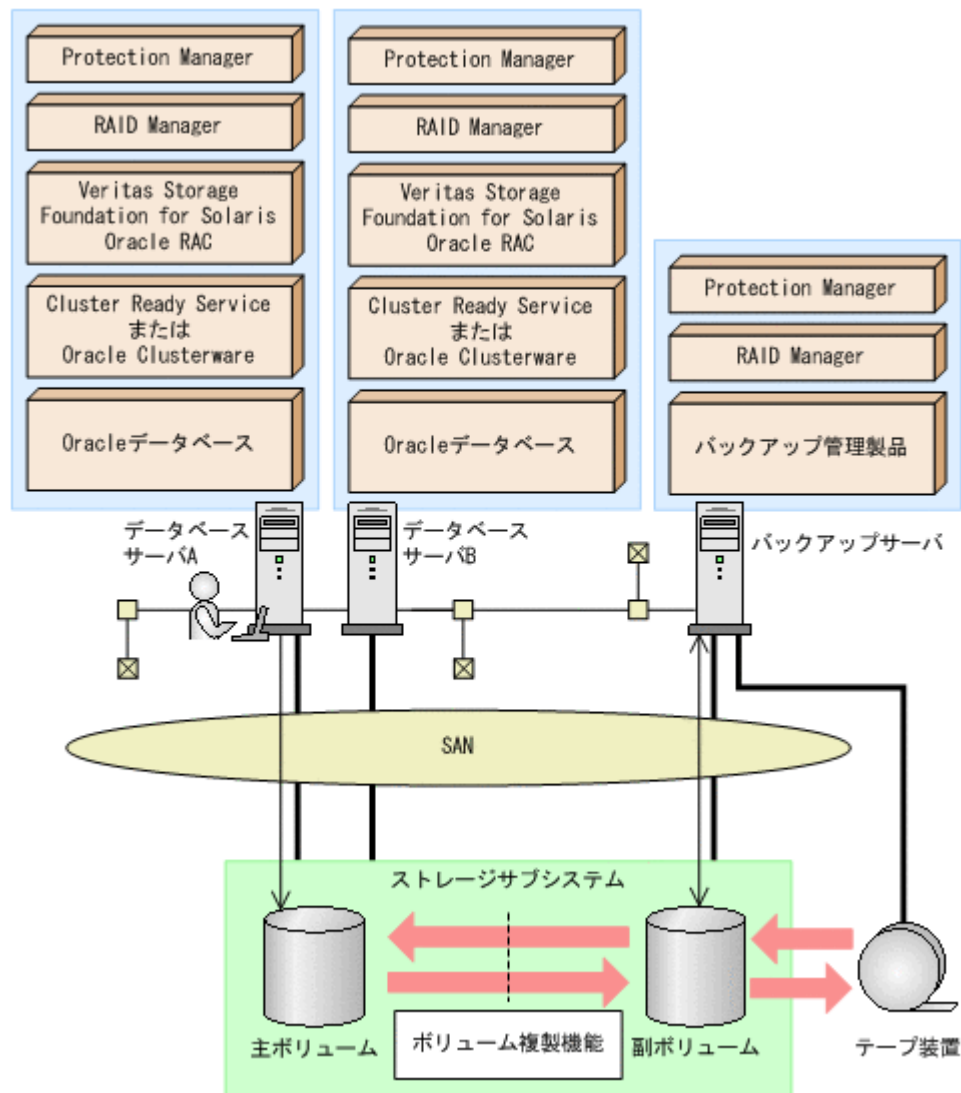 Protection Manager
RAID Manager
Veritas Storage
Foundation for Solaris
Oracle RAC
Cluster Ready Service
または
Oracle Clusterware
Oracleデータベース
Protection Manager
RAID Manager
Veritas Storage
Foundation for Solaris
Oracle RAC
Cluster Ready Service
または
Oracle Clusterware
Oracleデータベース
Protection Manager
RAID Manager
バックアップ管理製品
データベース
サーバA
データベース
サーバB
バックアップサーバ
SAN
ストレージサブシステム
主ボリューム
ボリューム複製機能
副ボリューム
テープ装置